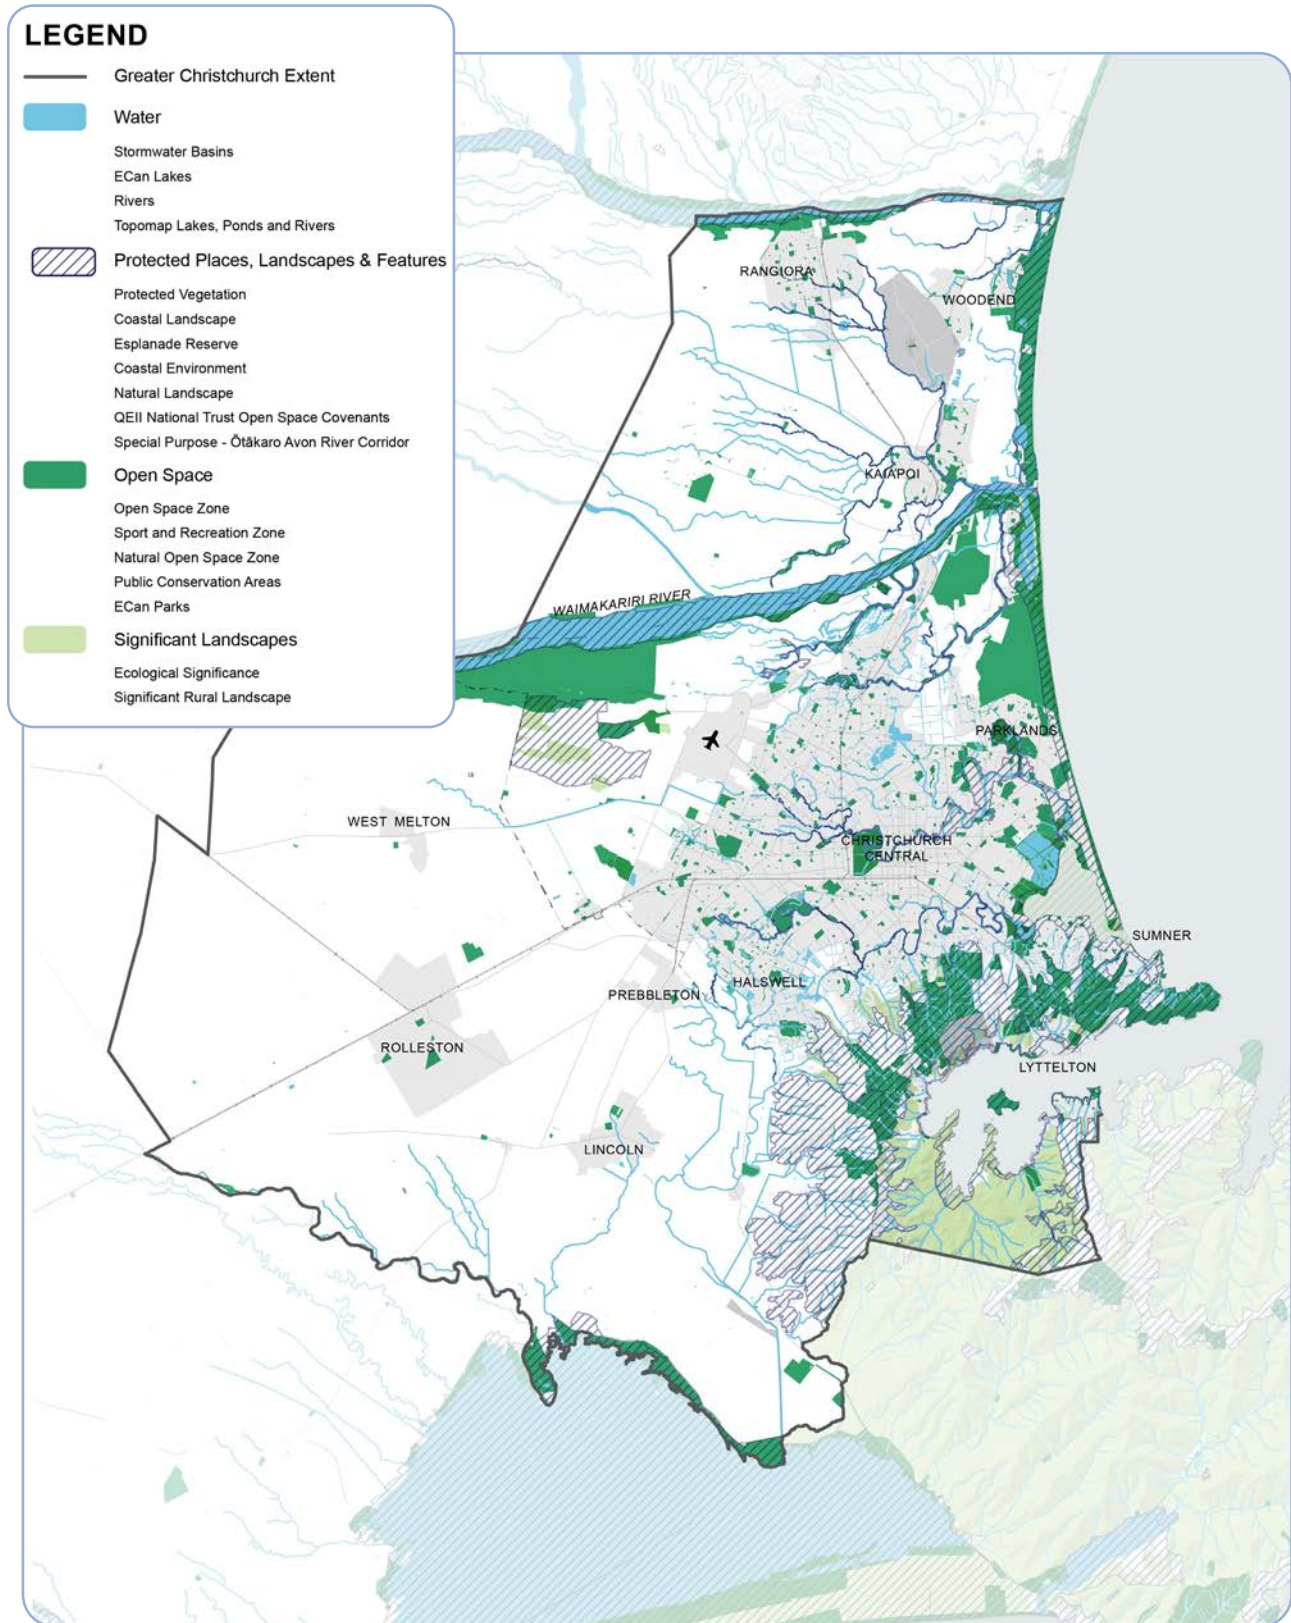 LEGEND
Greater Christchurch Extent
Water
Stormwater Basins
ECan Lakes
Rivers
Topomap Lakes, Ponds and Rivers
Protected Places, Landscapes & Features
Protected Vegetation
Coastal Landscape
Esplanade Reserve
Coastal Environment
Natural Landscape
QEII National Trust Open Space Covenants
Special Purpose - Ōtākaro Avon River Corridor
Open Space
Open Space Zone
Sport and Recreation Zone
Natural Open Space Zone
Public Conservation Areas
ECan Parks
Significant Landscapes
Ecological Significance
Significant Rural Landscape
RANGIORA
WOODEND
KAIAPOI
WAIMAKARIRI RIVER
PARKLANDS
WEST MELTON
CHRISTCHURCH
CENTRAL
SUMNER
HALSWELL
PREBBLETON
ROLLESTON
LYTTELTON
LINCOLN